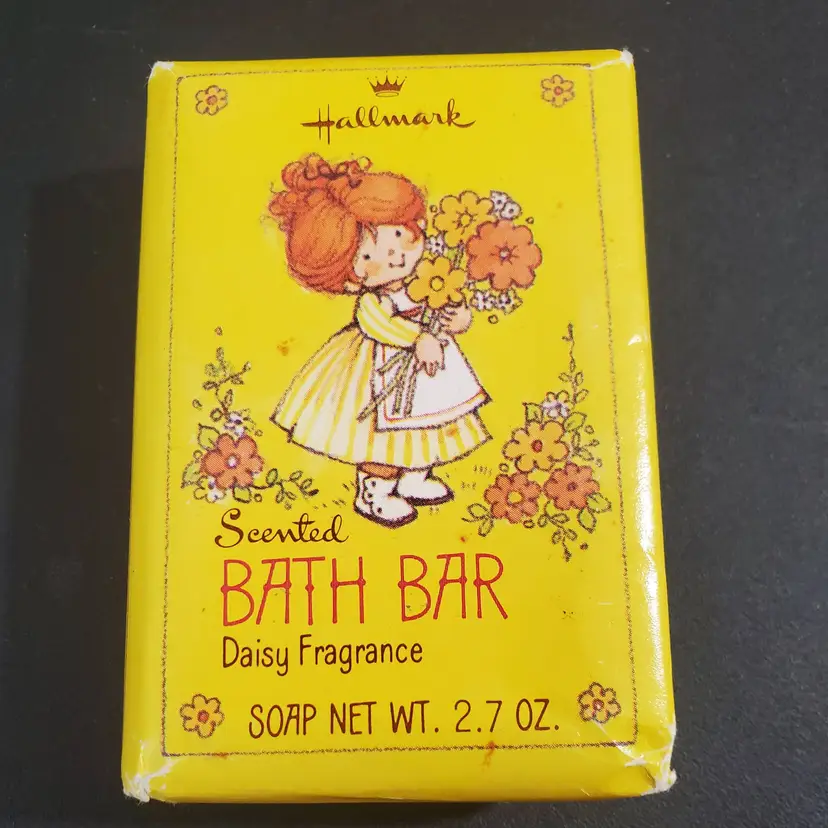 Hallmark
Scented
BATH BAR
Daisy Fragrance
SOAP NET WT. 2.7 OZ.